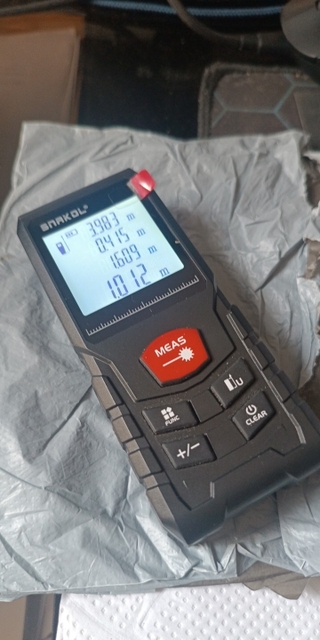 SNAKOL®
3.983 m
0.415 m
1.609 m
1.012 m
MEAS
FUNC
U
CLEAR
+/−